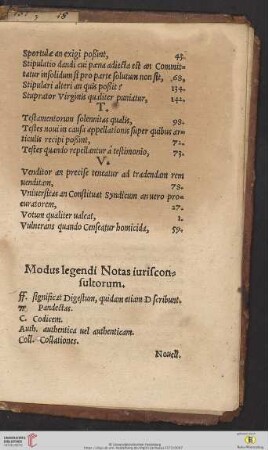 Sportulæ an exigi poßint, 43.
Stipulatio dandi cui pœna adiecta est an Commit-
tatur insolidum si pro parte solutum non sit, 68.
Stipulari alteri an quis poßit? 134.
Stuprator Virginis qualiter puniatur, 142.
T.
Testamentorum solennitas qualis, 98.
Testes noui in causa appellationis super quibus ar-
ticulis recipi poßint, 71.
Testes quando repellantur à testimonio, 73.
V.
Venditor an precise teneatur ad tradendam rem
uenditam, 79.
Vniuersitas an Constituat Syndicum an uero pro-
curatorem, 27.
Votum qualiter ualeat, 1.
Vulnerans quando Censeatur homicida, 59.
Modus legendi Notas iuriscon-
sultorum.
ff. significat Digestum, quidam etiam D scribunt.
Pandectas.
C. Codicem.
Auth. authentica uel authenticam.
Coll. Collationes.
Nouell.